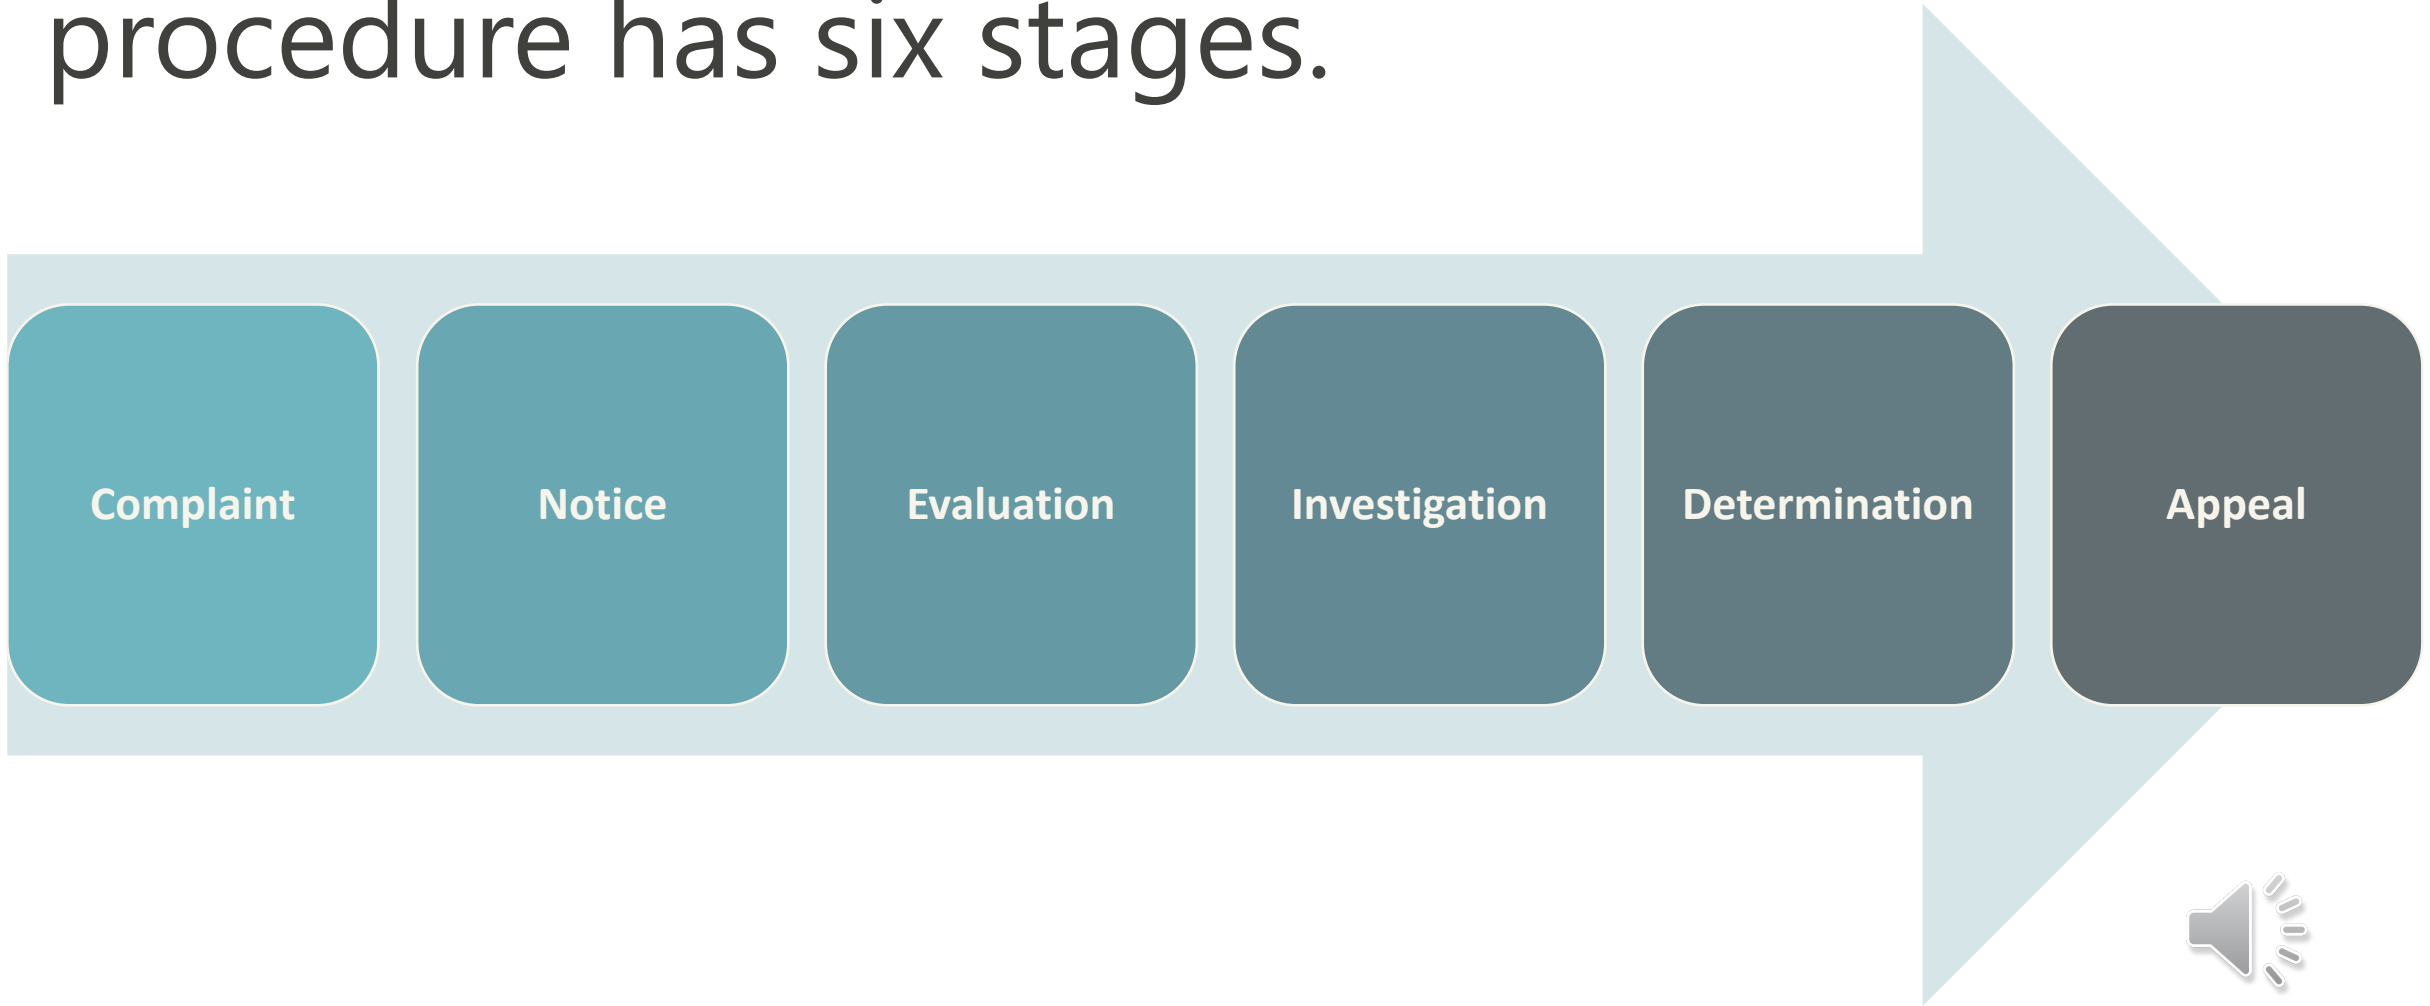 procedure has six stages.
Complaint
Notice
Evaluation
Investigation
Determination
Appeal